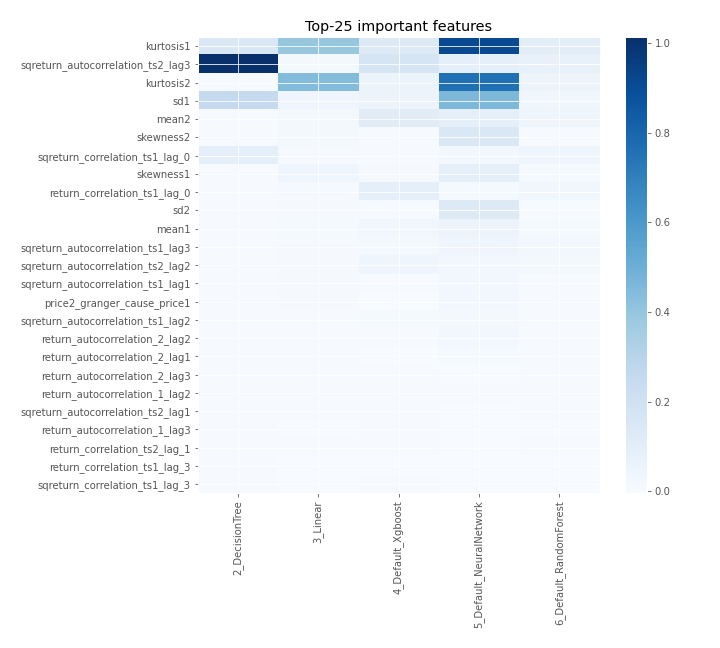 Top-25 important features
kurtosis1
sqreturn_autocorrelation_ts2_lag3
kurtosis2
sd1
mean2
skewness2
sqreturn_correlation_ts1_lag_0
skewness1
return_correlation_ts1_lag_0
sd2
mean1
sqreturn_autocorrelation_ts1_lag3
sqreturn_autocorrelation_ts2_lag2
sqreturn_autocorrelation_ts1_lag1
price2_granger_cause_price1
sqreturn_autocorrelation_ts1_lag2
return_autocorrelation_2_lag2
return_autocorrelation_2_lag1
return_autocorrelation_2_lag3
return_autocorrelation_1_lag2
sqreturn_autocorrelation_ts2_lag1
return_autocorrelation_1_lag3
return_correlation_ts2_lag_1
return_correlation_ts1_lag_3
sqreturn_correlation_ts1_lag_3
2_DecisionTree
3_Linear
4_Default_Xgboost
5_Default_NeuralNetwork
6_Default_RandomForest
1.0
0.8
0.6
0.4
0.2
0.0